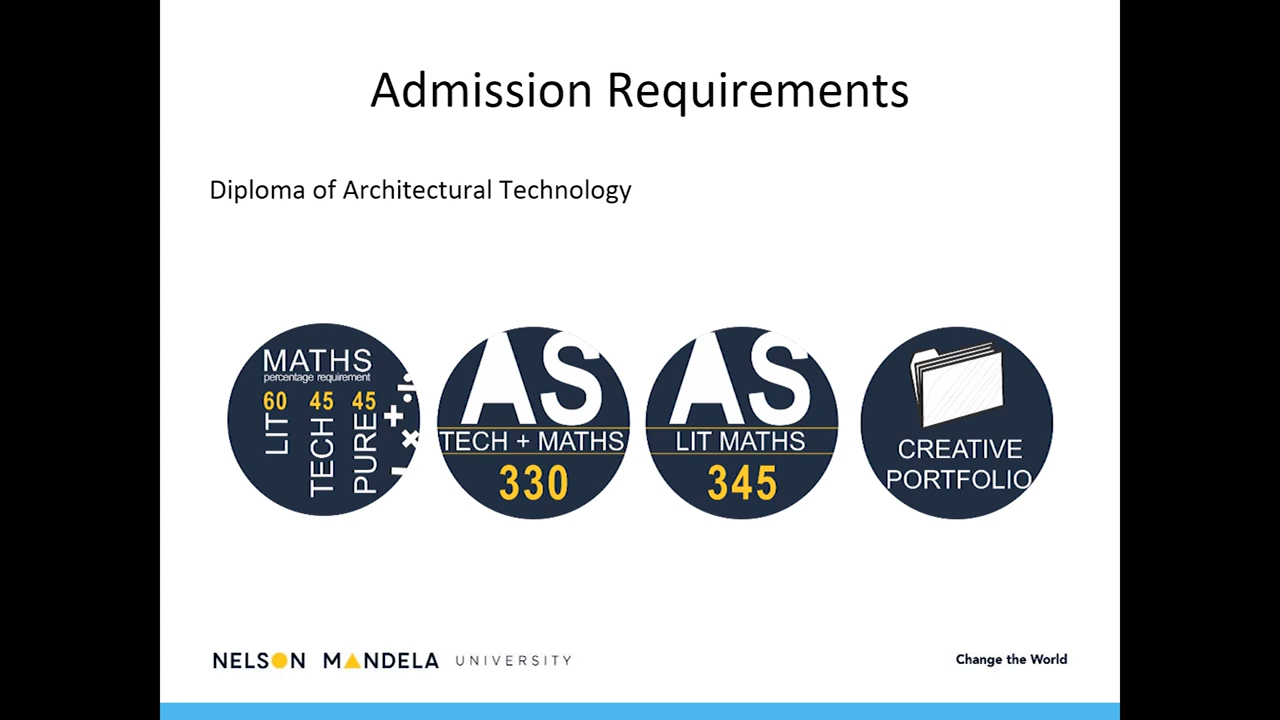 Admission Requirements
Diploma of Architectural Technology
MATHS
percentage requirement
60 45 45
LIT TECH PURE
AS
TECH + MATHS
330
AS
LIT MATHS
345
CREATIVE
PORTFOLIO
NELSON MANDELA UNIVERSITY
Change the World